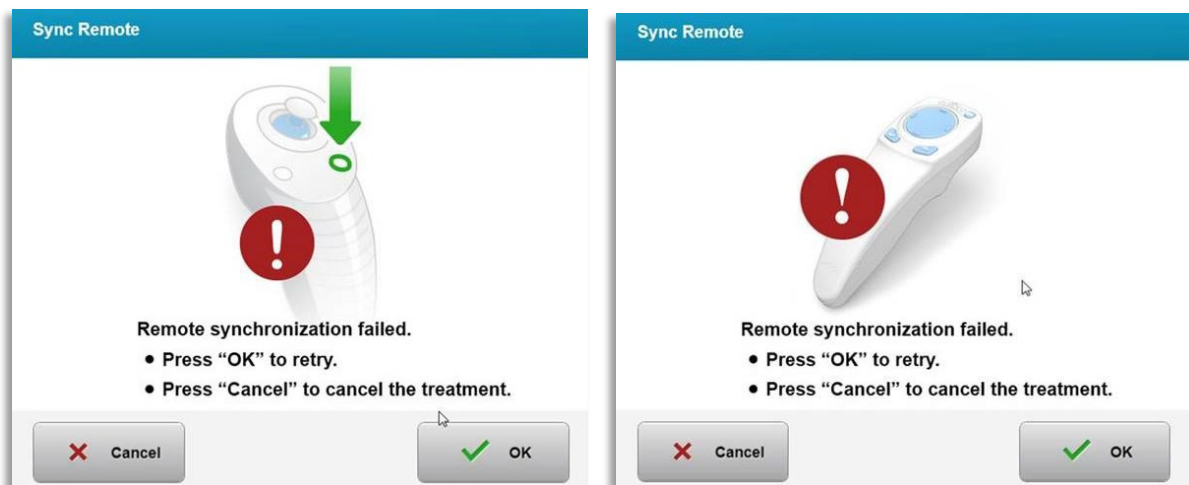 Sync Remote
Remote synchronization failed.
• Press “OK” to retry.
• Press “Cancel” to cancel the treatment.
Cancel
OK
Sync Remote
Remote synchronization failed.
• Press “OK” to retry.
• Press “Cancel” to cancel the treatment.
Cancel
OK